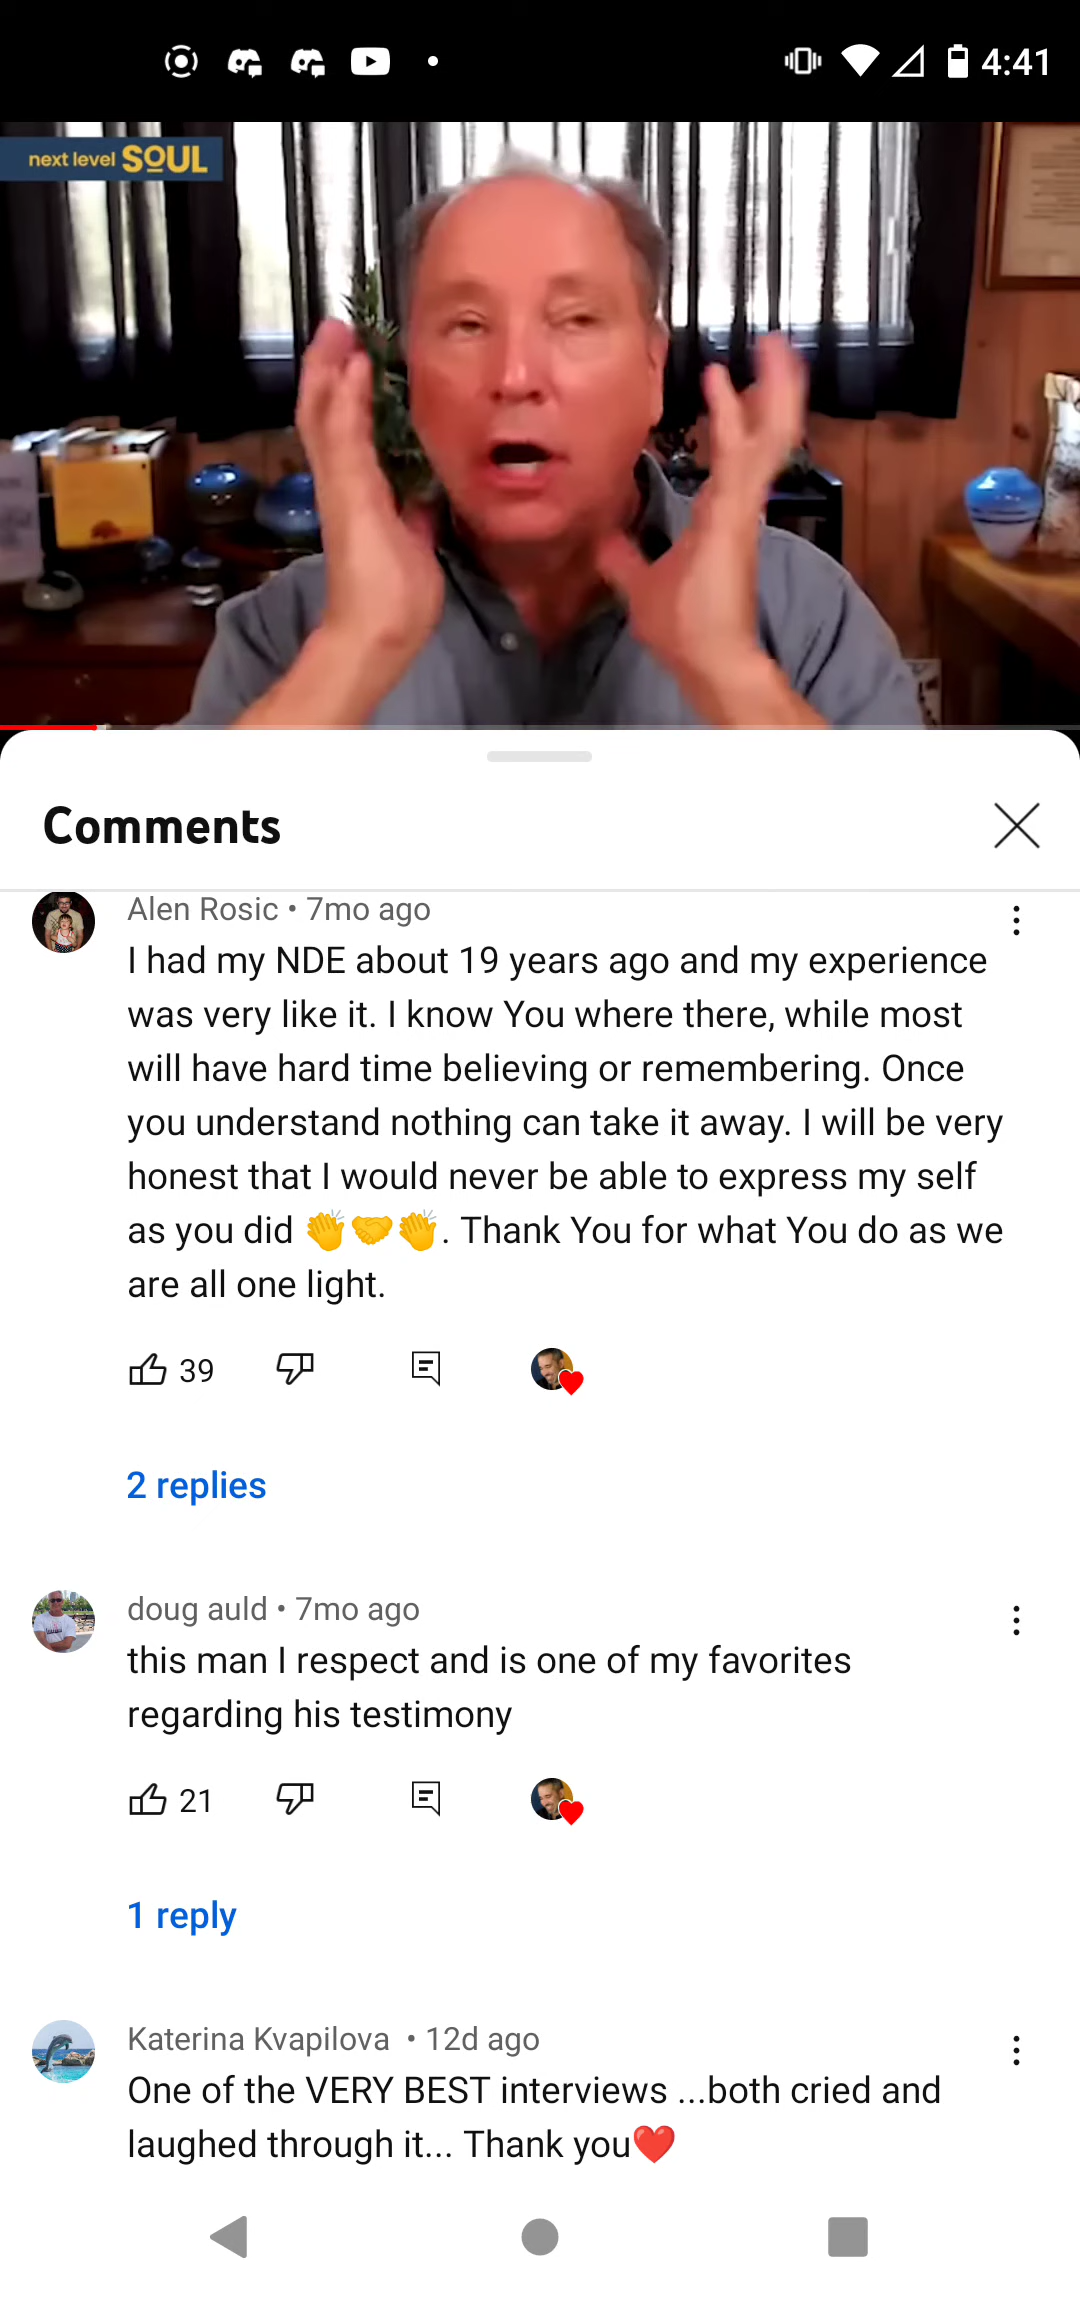 4:41
next level SOUL
Comments
Alen Rosic • 7mo ago
I had my NDE about 19 years ago and my experience
was very like it. I know You where there, while most
will have hard time believing or remembering. Once
you understand nothing can take it away. I will be very
honest that I would never be able to express my self
as you did 👏🤝👏. Thank You for what You do as we
are all one light.
39
2 replies
doug auld • 7mo ago
this man I respect and is one of my favorites
regarding his testimony
21
1 reply
Katerina Kvapilova • 12d ago
One of the VERY BEST interviews ...both cried and
laughed through it... Thank you❤️